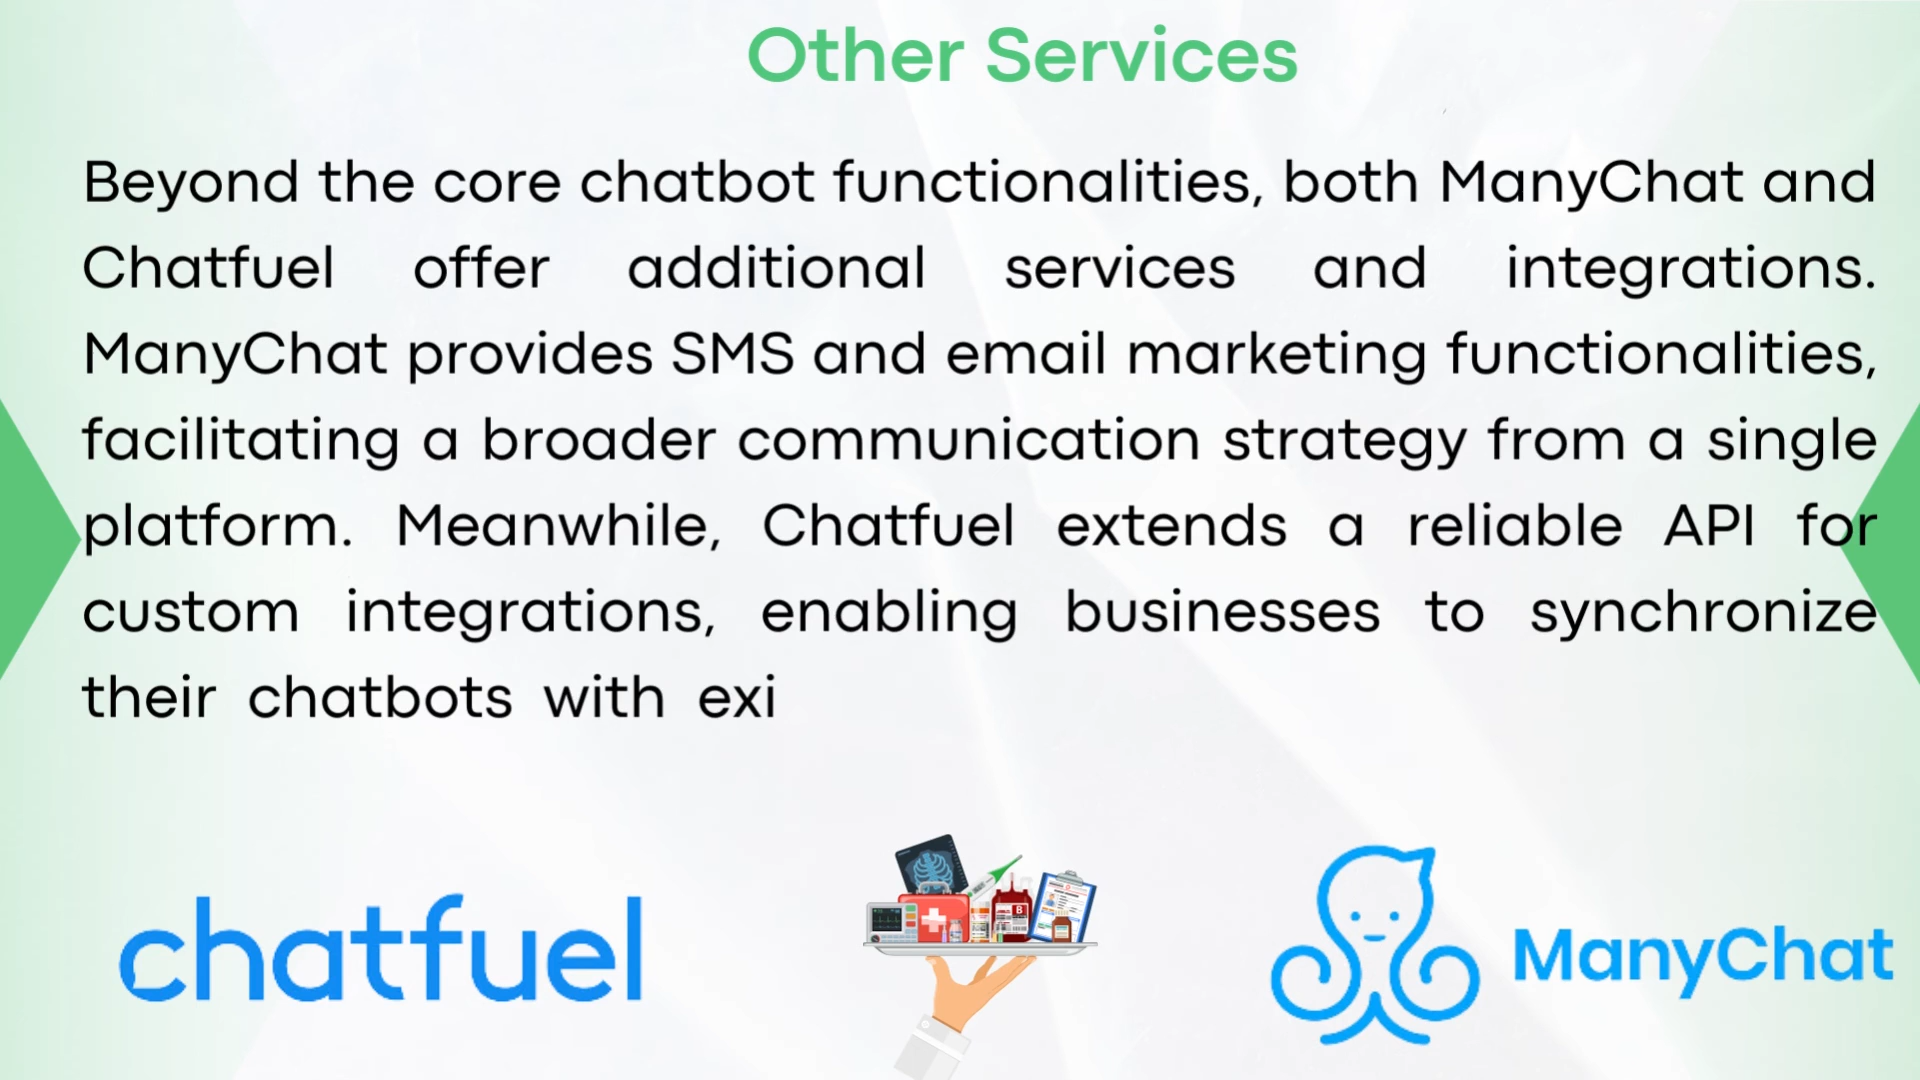 Other Services
Beyond the core chatbot functionalities, both ManyChat and
Chatfuel offer additional services and integrations.
ManyChat provides SMS and email marketing functionalities,
facilitating a broader communication strategy from a single
platform. Meanwhile, Chatfuel extends a reliable API for
custom integrations, enabling businesses to synchronize
their chatbots with exi
chatfuel
B
ManyChat